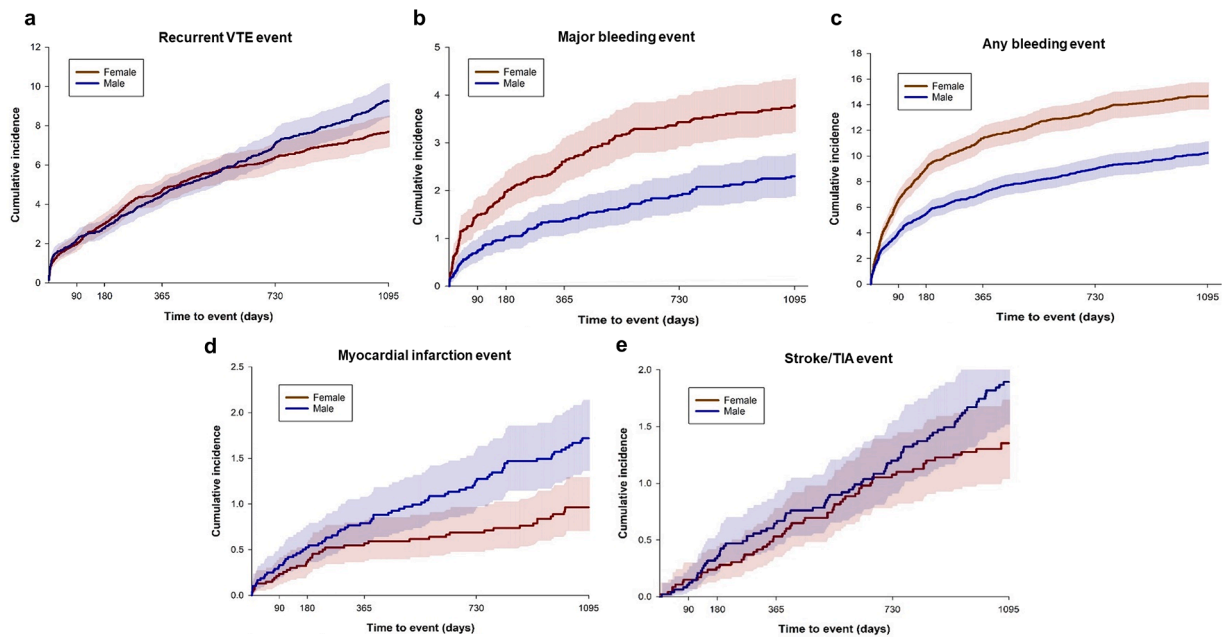 a
Recurrent VTE event
Cumulative incidence
12
10
8
6
4
2
0
Female
Male
90 180 365 730 1095
Time to event (days)
b
Major bleeding event
Cumulative incidence
5
4
3
2
1
0
Female
Male
90 180 365 730 1095
Time to event (days)
c
Any bleeding event
Cumulative incidence
18
16
14
12
10
8
6
4
2
0
Female
Male
90 180 365 730 1095
Time to event (days)
d
Myocardial infarction event
Cumulative incidence
2.5
2.0
1.5
1.0
0.5
0.0
Female
Male
90 180 365 730 1095
Time to event (days)
e
Stroke/TIA event
Cumulative incidence
2.0
1.5
1.0
0.5
0.0
Female
Male
90 180 365 730 1095
Time to event (days)